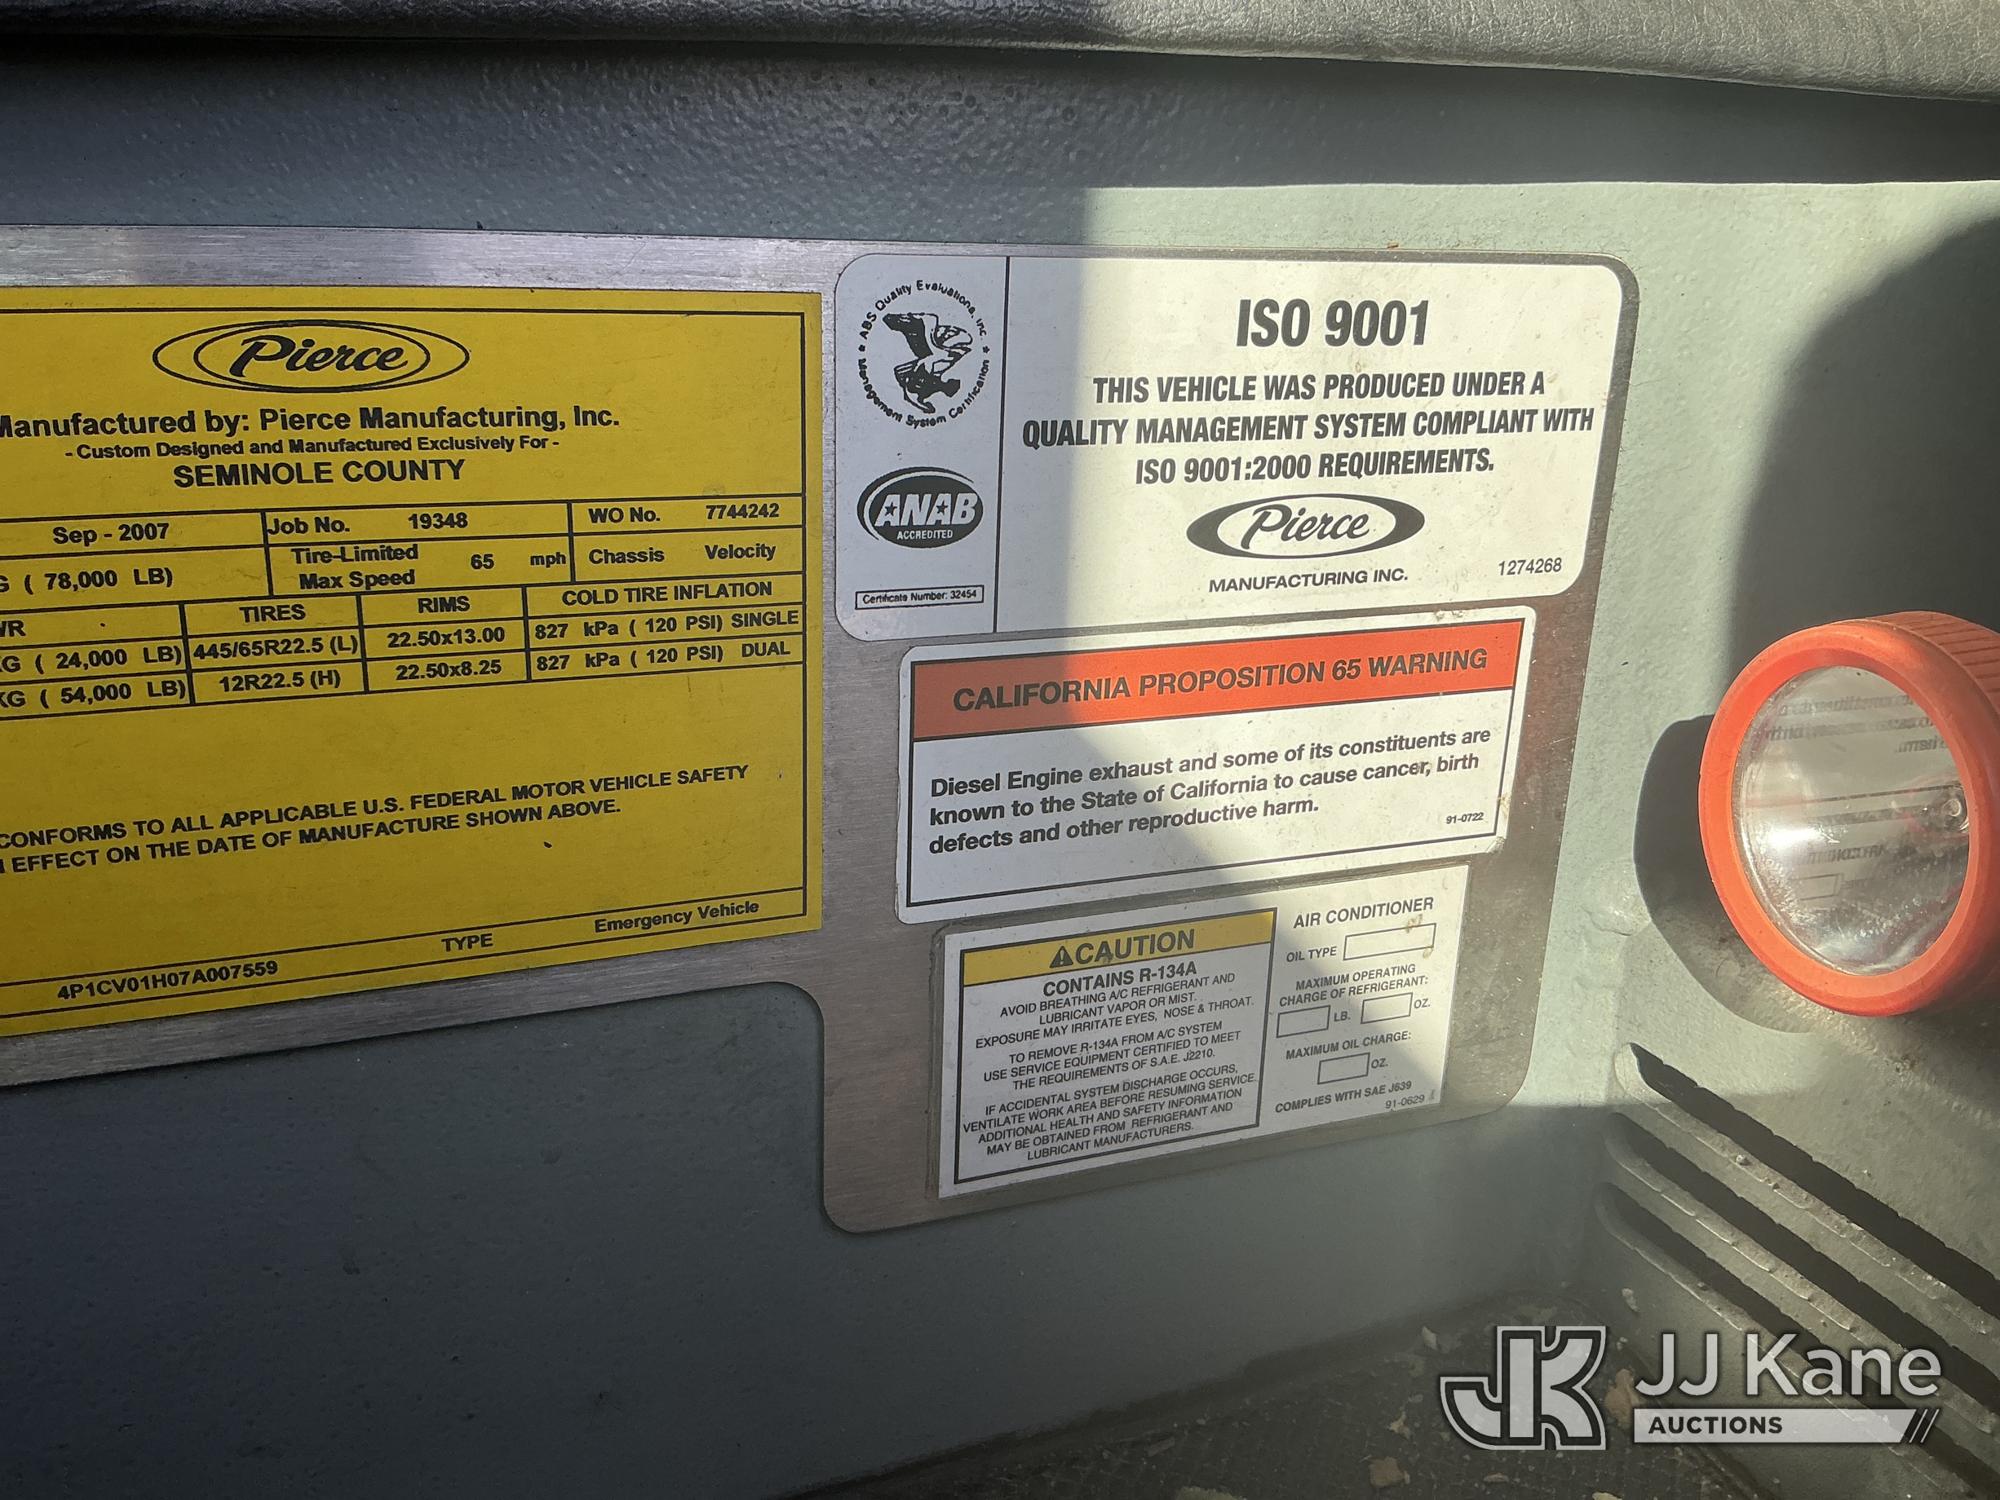 Pierce
Manufactured by: Pierce Manufacturing, Inc.
- Custom Designed and Manufactured Exclusively For -
SEMINOLE COUNTY
Sep - 2007 Job No. 19348 WO No. 7744242
( 78,000 LB) Tire-Limited Max Speed 65 mph Chassis Velocity
TIRES RIMS COLD TIRE INFLATION
KG ( 24,000 LB) 445/65R22.5 (L) 22.50x13.00 827 kPa ( 120 PSI) SINGLE
KG ( 54,000 LB) 12R22.5 (H) 22.50x8.25 827 kPa ( 120 PSI) DUAL
CONFORMS TO ALL APPLICABLE U.S. FEDERAL MOTOR VEHICLE SAFETY
EFFECT ON THE DATE OF MANUFACTURE SHOWN ABOVE.
4P1CV01H07A007559 TYPE Emergency Vehicle
ABS Quality Evaluations, Inc.
Management System Certification
ANAB
ACCREDITED
Certificate Number: 32454
ISO 9001
THIS VEHICLE WAS PRODUCED UNDER A
QUALITY MANAGEMENT SYSTEM COMPLIANT WITH
ISO 9001:2000 REQUIREMENTS.
Pierce
MANUFACTURING INC.
1274268
CALIFORNIA PROPOSITION 65 WARNING
Diesel Engine exhaust and some of its constituents are
known to the State of California to cause cancer, birth
defects and other reproductive harm.
91-0722
CAUTION
CONTAINS R-134A
AVOID BREATHING A/C REFRIGERANT AND
LUBRICANT VAPOR OR MIST.
EXPOSURE MAY IRRITATE EYES, NOSE & THROAT.
TO REMOVE R-134A FROM A/C SYSTEM
USE SERVICE EQUIPMENT CERTIFIED TO MEET
THE REQUIREMENTS OF S.A.E. J2210.
IF ACCIDENTAL SYSTEM DISCHARGE OCCURS,
VENTILATE WORK AREA BEFORE RESUMING SERVICE.
ADDITIONAL HEALTH AND SAFETY INFORMATION
MAY BE OBTAINED FROM REFRIGERANT AND
LUBRICANT MANUFACTURERS.
AIR CONDITIONER
OIL TYPE
MAXIMUM OPERATING
CHARGE OF REFRIGERANT:
LB. OZ.
MAXIMUM OIL CHARGE:
OZ.
COMPLIES WITH SAE J639
91-0629
JK JJ Kane
AUCTIONS